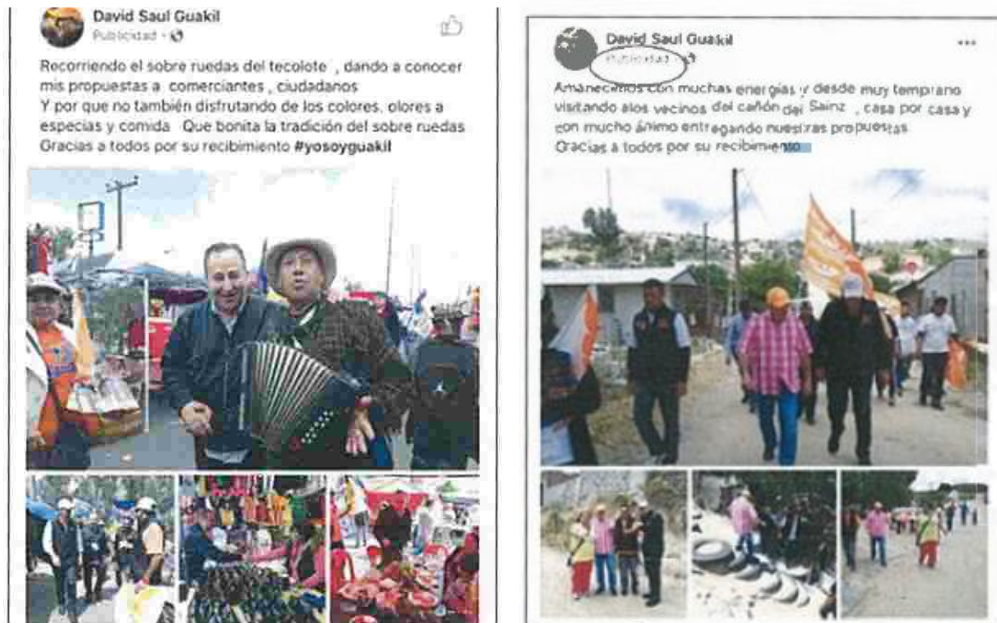 David Saul Guakil
Publicidad ·
Recorriendo el sobre ruedas del tecolote , dando a conocer
mis propuestas a comerciantes , ciudadanos
Y por que no también disfrutando de los colores, olores a
especias y comida Que bonita la tradición del sobre ruedas
Gracias a todos por su recibimiento #yosoyguakil
David Saul Guakil
Publicidad ·
Amanecimos con muchas energías y desde muy temprano
visitando alos vecinos del cañón del Sainz , casa por casa y
con mucho ánimo entregando nuestras propuestas
Gracias a todos por su recibimiento